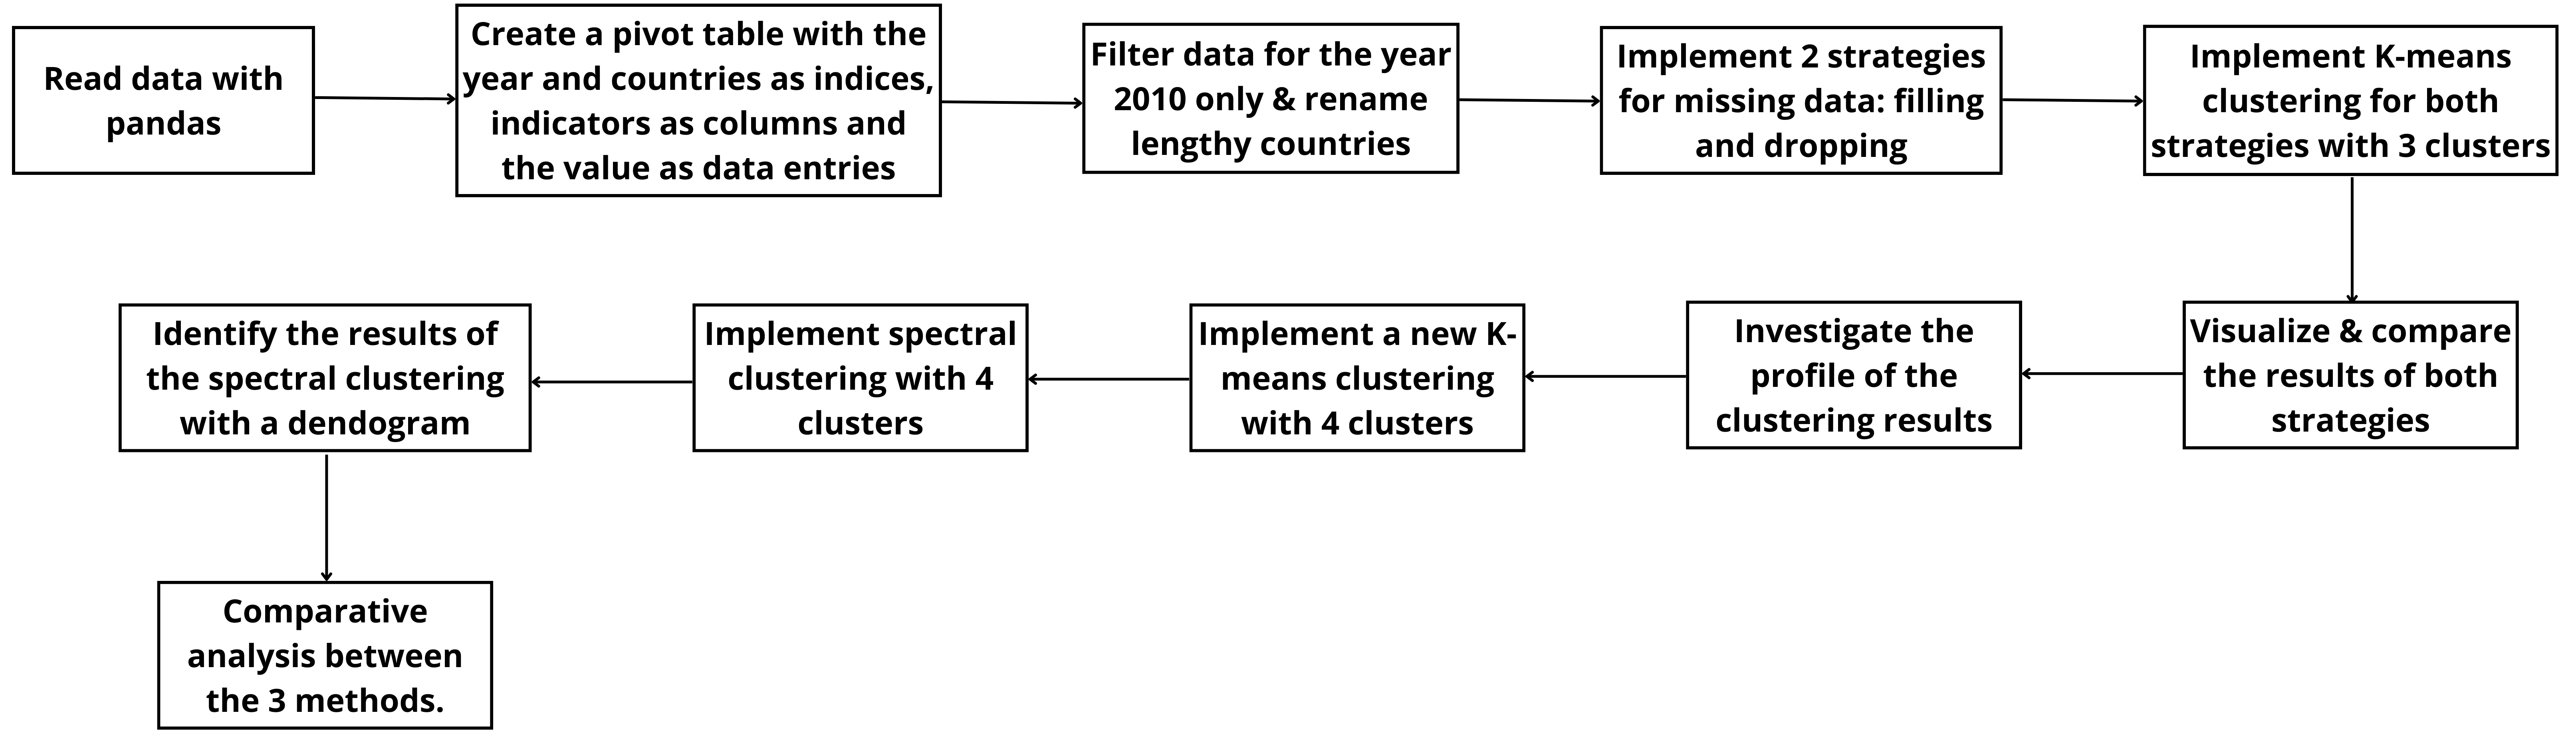 Read data with
pandas
Create a pivot table with the
year and countries as indices,
indicators as columns and
the value as data entries
Filter data for the year
2010 only & rename
lengthy countries
Implement 2 strategies
for missing data: filling
and dropping
Implement K-means
clustering for both
strategies with 3 clusters
Visualize & compare
the results of both
strategies
Investigate the
profile of the
clustering results
Implement a new K-
means clustering
with 4 clusters
Implement spectral
clustering with 4
clusters
Identify the results of
the spectral clustering
with a dendogram
Comparative
analysis between
the 3 methods.